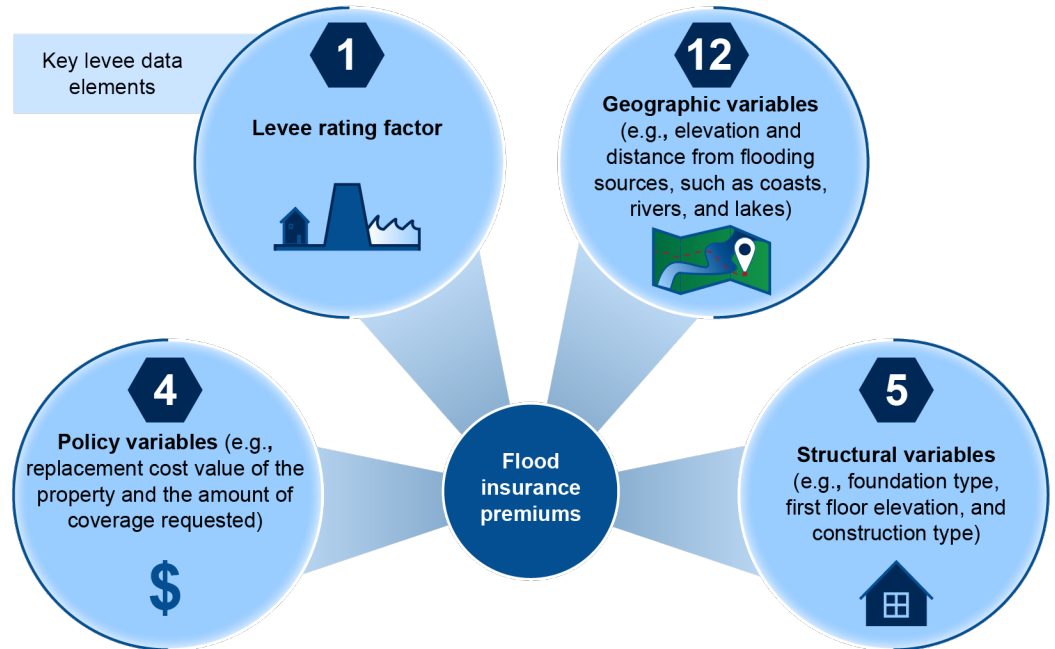 Key levee data
elements
1
Levee rating factor
12
Geographic variables
(e.g., elevation and
distance from flooding
sources, such as coasts,
rivers, and lakes)
4
Policy variables (e.g.,
replacement cost value of the
property and the amount of
coverage requested)
$
Flood
insurance
premiums
5
Structural variables
(e.g., foundation type,
first floor elevation, and
construction type)